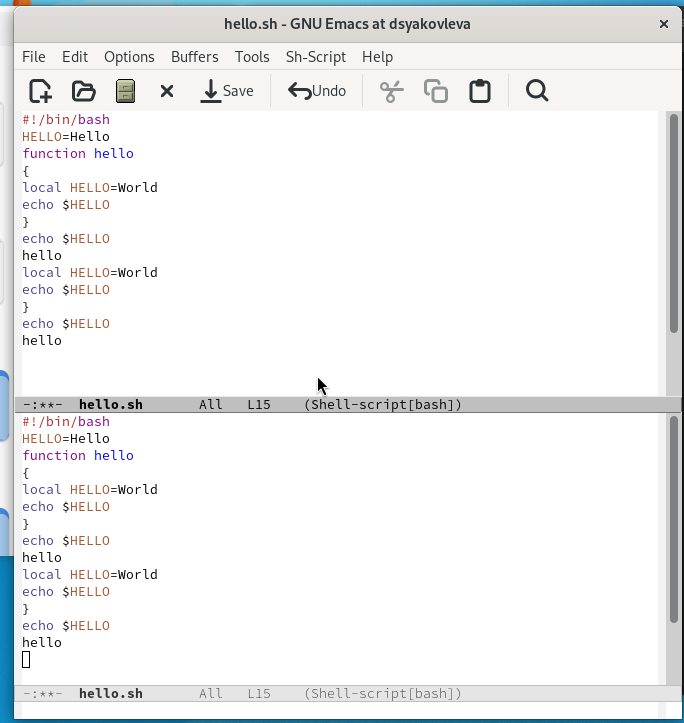 hello.sh - GNU Emacs at dsyakovleva
File Edit Options Buffers Tools Sh-Script Help
Save Undo
#!/bin/bash
HELLO=Hello
function hello
{
local HELLO=World
echo $HELLO
}
echo $HELLO
hello
local HELLO=World
echo $HELLO
}
echo $HELLO
hello
-:**- hello.sh All L15 (Shell-script[bash])
#!/bin/bash
HELLO=Hello
function hello
{
local HELLO=World
echo $HELLO
}
echo $HELLO
hello
local HELLO=World
echo $HELLO
}
echo $HELLO
hello
-:**- hello.sh All L15 (Shell-script[bash])